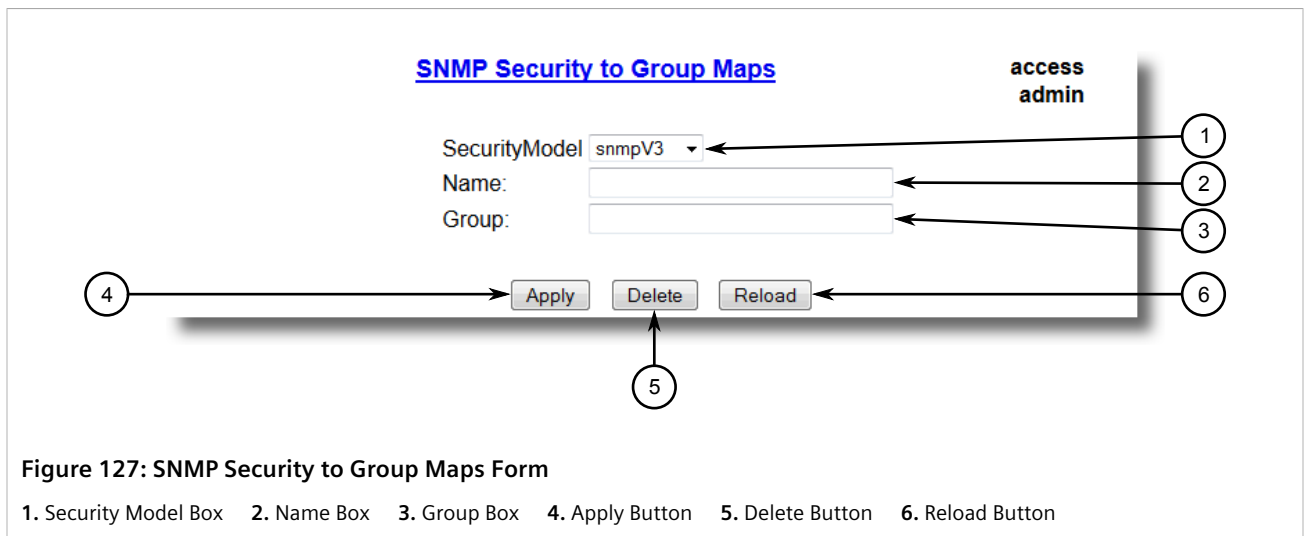 SNMP Security to Group Maps
access
admin
SecurityModel snmpV3
1
Name:
2
Group:
3
4
Apply Delete Reload
6
5
Figure 127: SNMP Security to Group Maps Form
1. Security Model Box 2. Name Box 3. Group Box 4. Apply Button 5. Delete Button 6. Reload Button